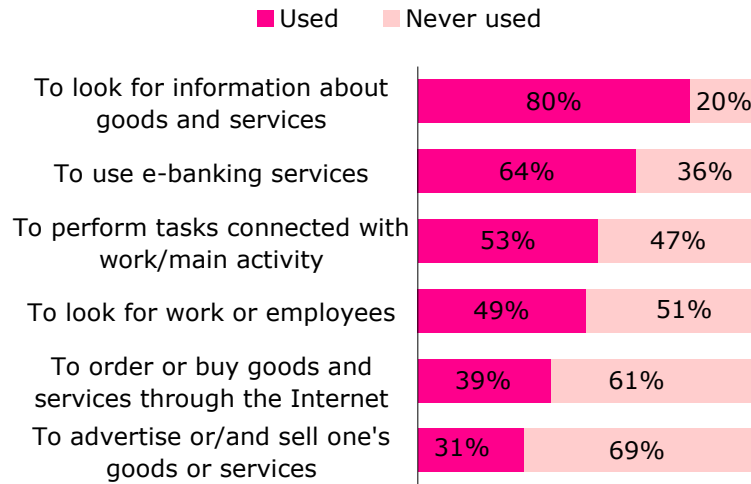 Used Never used
To look for information about
goods and services
80% 20%
To use e-banking services
64% 36%
To perform tasks connected with
work/main activity
53% 47%
To look for work or employees
49% 51%
To order or buy goods and
services through the Internet
39% 61%
To advertise or/and sell one's
goods or services
31% 69%